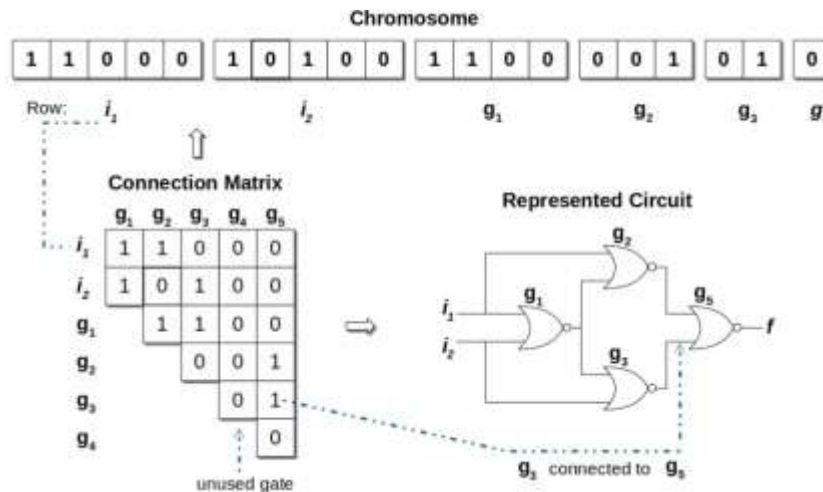 Chromosome
1 1 0 0 0 1 0 1 0 0 1 1 0 0 0 0 1 0 1 0
Row: i1 i2 g1 g2 g3 g
Connection Matrix
Represented Circuit
g1 g2 g3 g4 g5
i1 1 1 0 0 0
i2 1 0 1 0 0
g1 1 1 0 0
g2 0 0 1
g3 0 1
g4 0
unused gate
g2
i1 g1 g5
i2 f
g3
g3 connected to g5